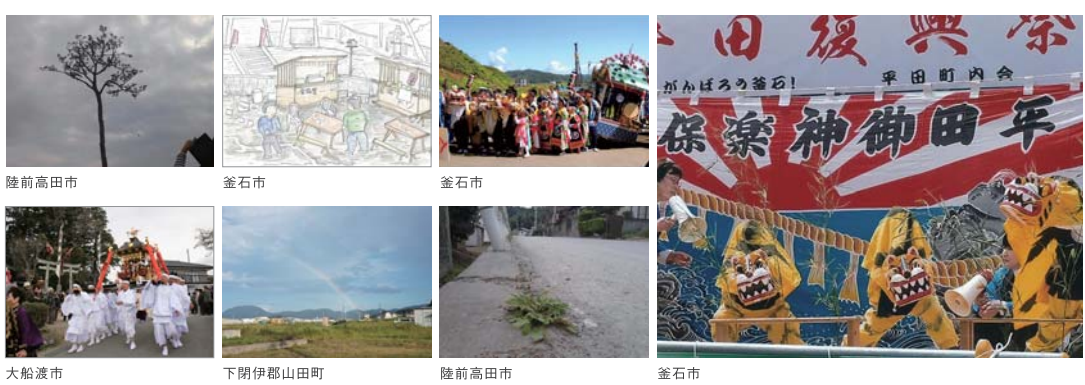 田復興祭
がんばろう釜石!
平田町内会
保楽神御田平
陸前高田市
釜石市
釜石市
大船渡市
下閉伊郡山田町
陸前高田市
釜石市